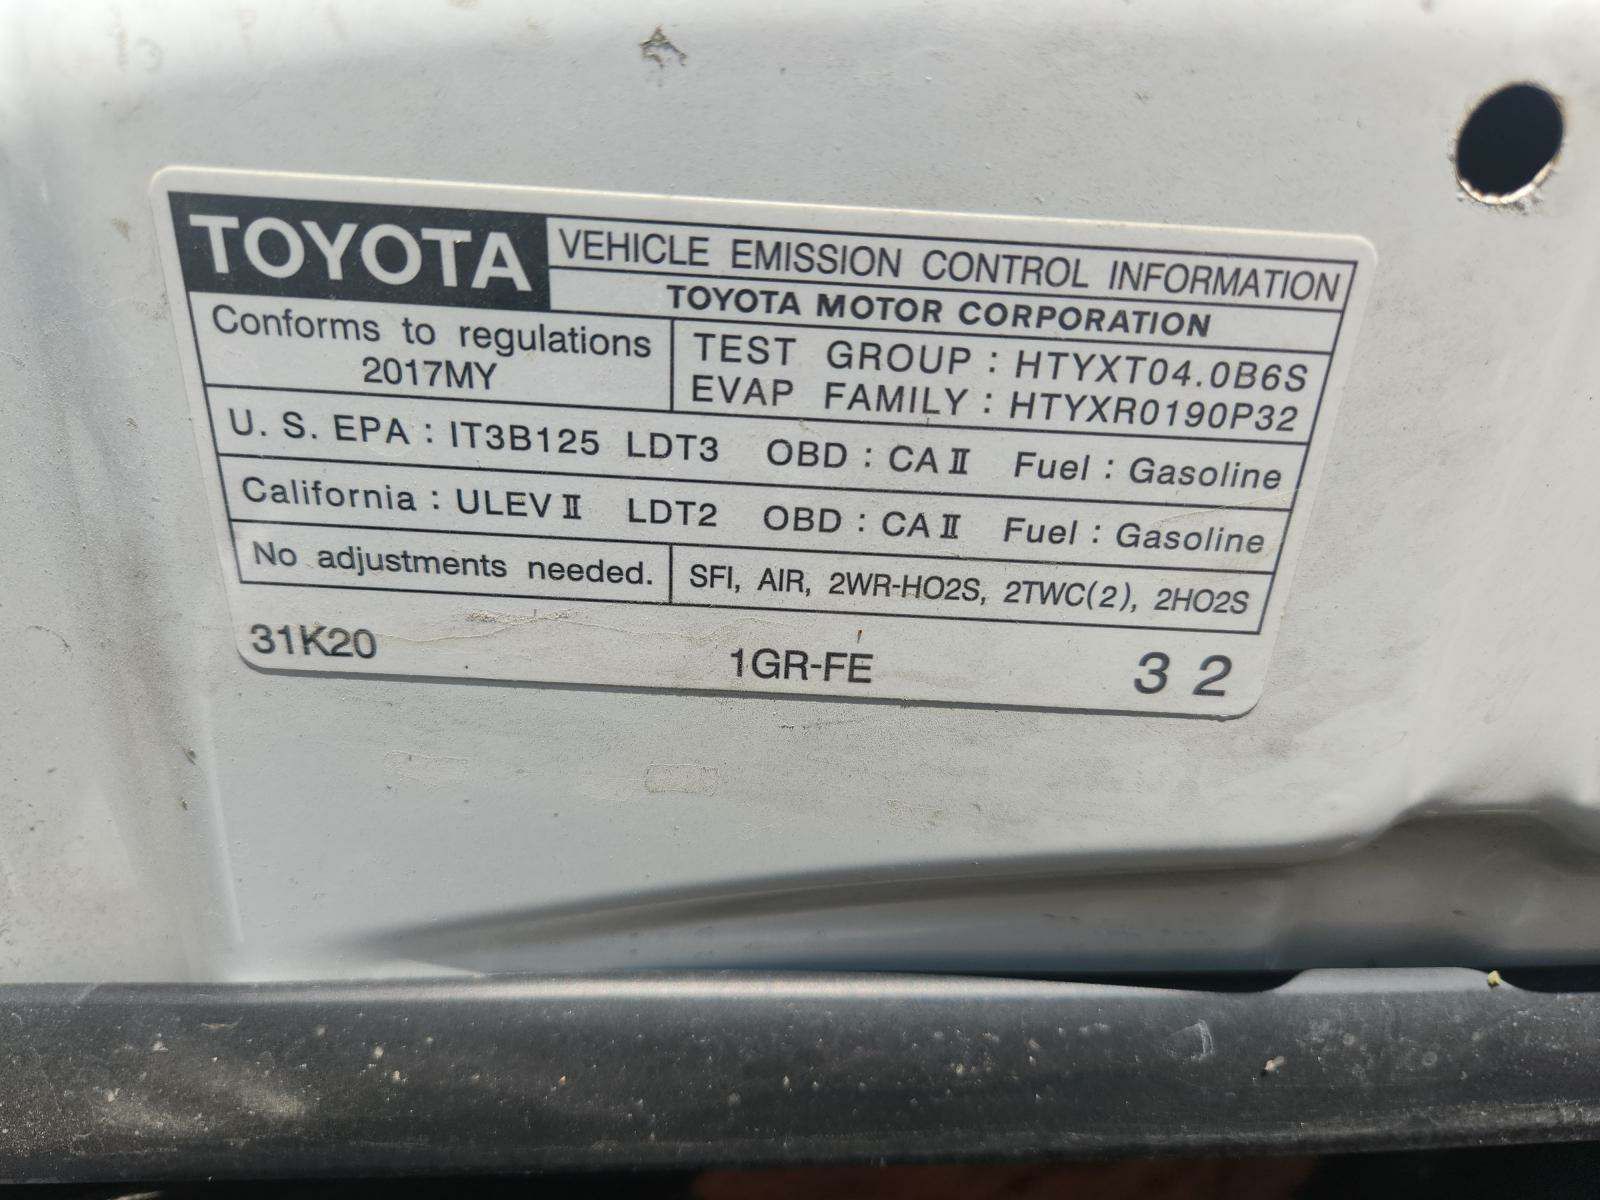 TOYOTA
VEHICLE EMISSION CONTROL INFORMATION
TOYOTA MOTOR CORPORATION
Conforms to regulations
2017MY
TEST GROUP : HTYXT04.0B6S
EVAP FAMILY : HTYXR0190P32
U. S. EPA : IT3B125 LDT3 OBD : CA II Fuel : Gasoline
California : ULEV II LDT2 OBD : CA II Fuel : Gasoline
No adjustments needed.
SFI, AIR, 2WR-HO2S, 2TWC(2), 2HO2S
31K20
1GR-FE
3 2